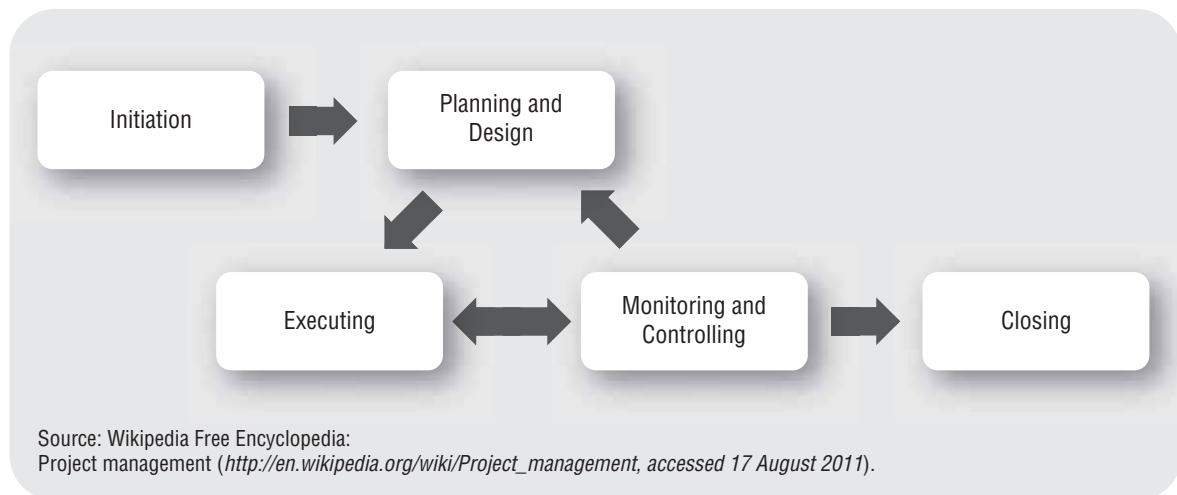 Initiation
Planning and
Design
Executing
Monitoring and
Controlling
Closing
Source: Wikipedia Free Encyclopedia:
Project management (http://en.wikipedia.org/wiki/Project_management, accessed 17 August 2011).